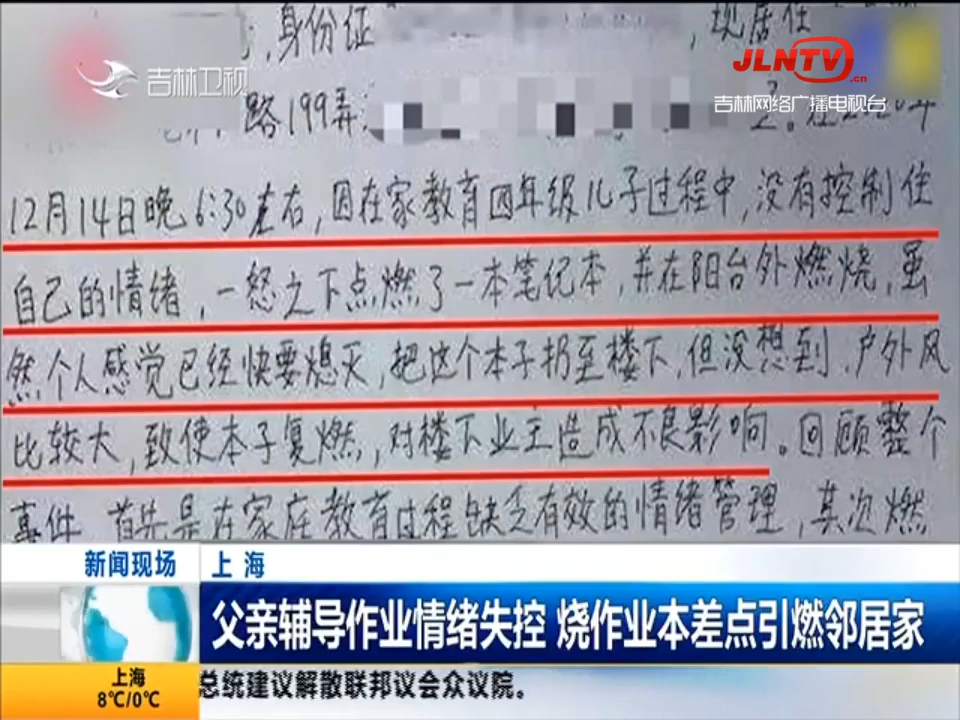 ，身份证
，现居住
JLNTV
.cn
吉林卫视
吉林网络广播电视台
路199弄
12月14日晚6:30左右，因在家教育四年级儿子过程中，没有控制住
自己的情绪，一怒之下点燃了一本笔记本，并在阳台外燃烧，虽
然个人感觉已经快要熄灭，把这个本子扔至楼下，但没想到，户外风
比较大，致使本子复燃，对楼下业主造成不良影响。回顾整个
事件，首先是在家庭教育过程缺乏有效的情绪管理，其次燃
新闻现场
上海
父亲辅导作业情绪失控 烧作业本差点引燃邻居家
上海
8℃/0℃
总统建议解散联邦议会众议院。